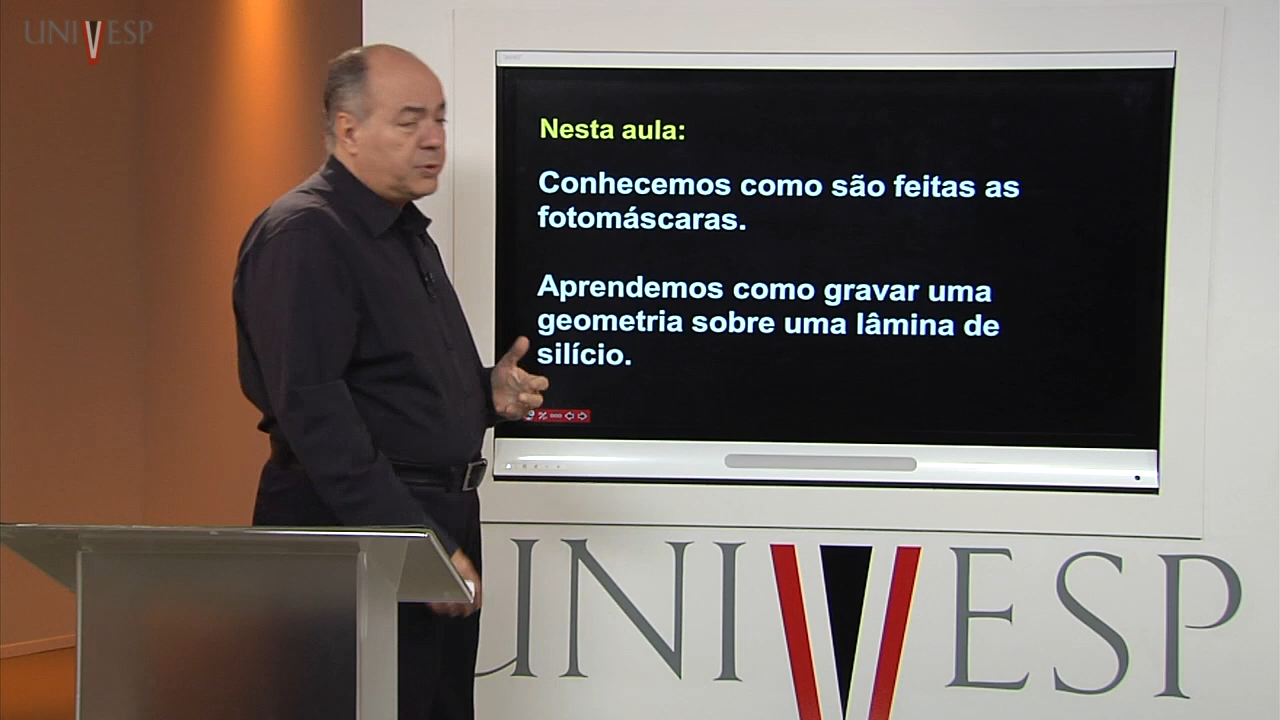 UNIVESP
Nesta aula:
Conhecemos como são feitas as
fotomáscaras.
Aprendemos como gravar uma
geometria sobre uma lâmina de
silício.
UNIVESP